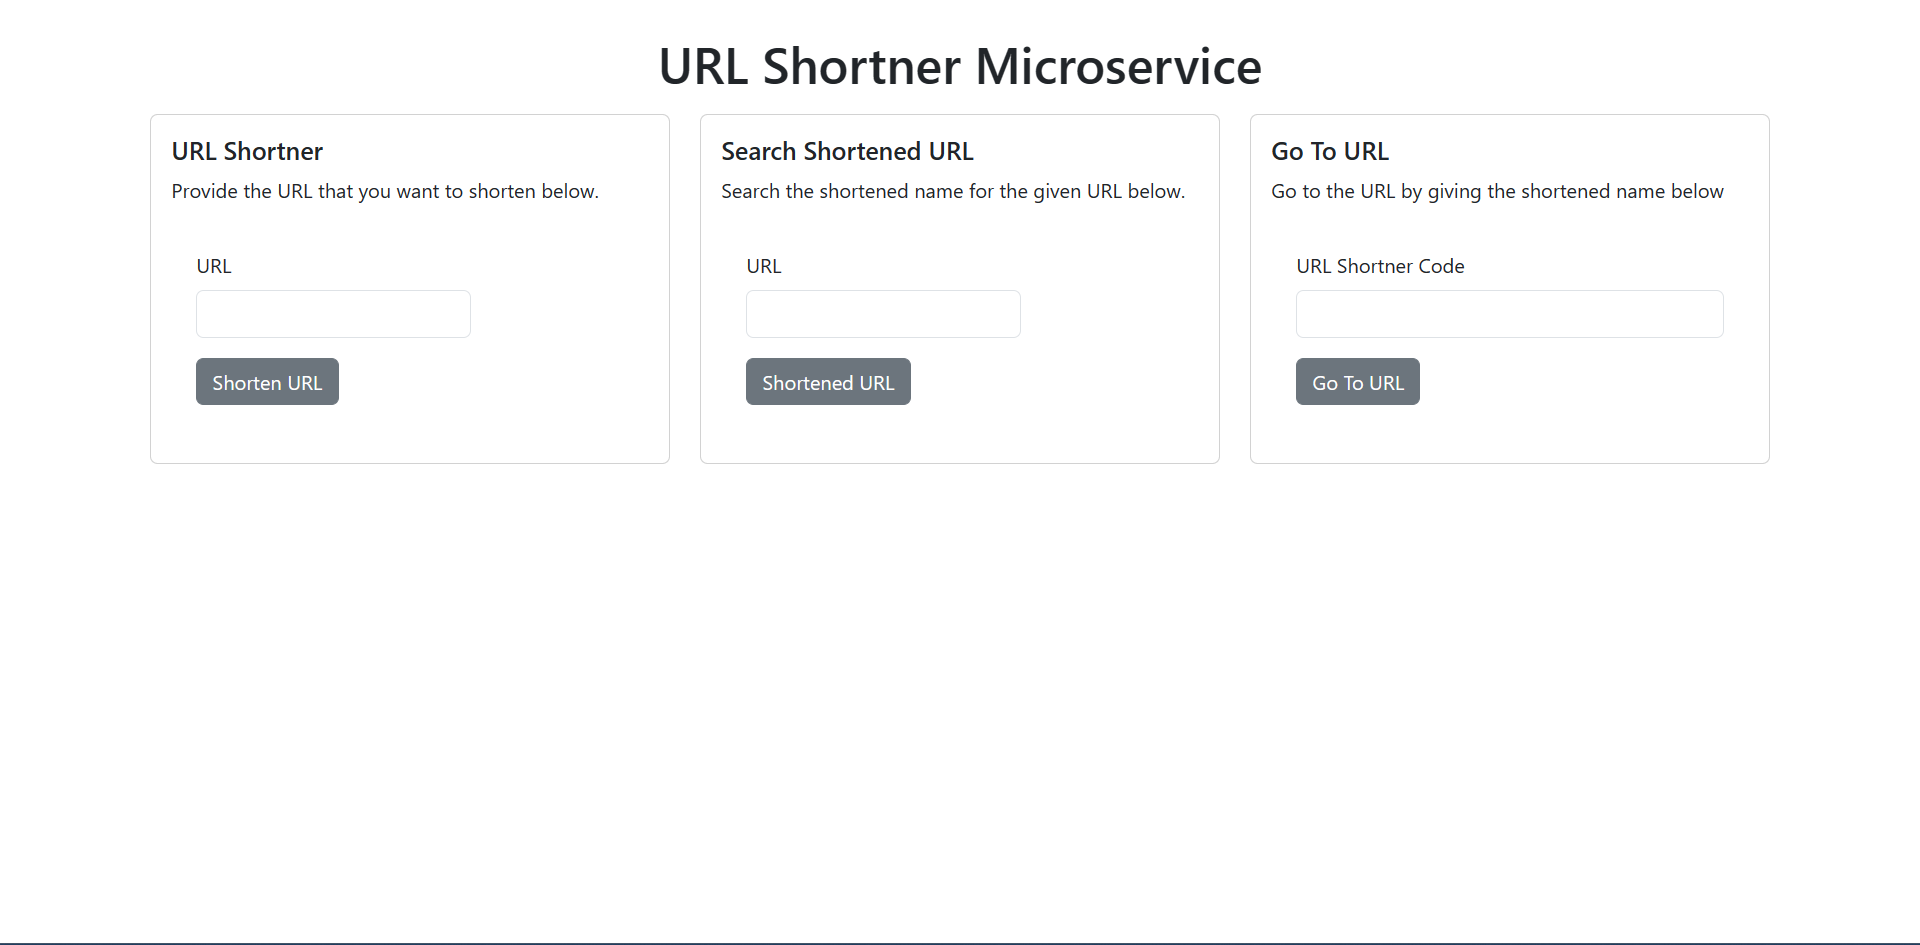 URL Shortner Microservice
URL Shortner
Provide the URL that you want to shorten below.
URL
Shorten URL
Search Shortened URL
Search the shortened name for the given URL below.
URL
Shortened URL
Go To URL
Go to the URL by giving the shortened name below
URL Shortner Code
Go To URL